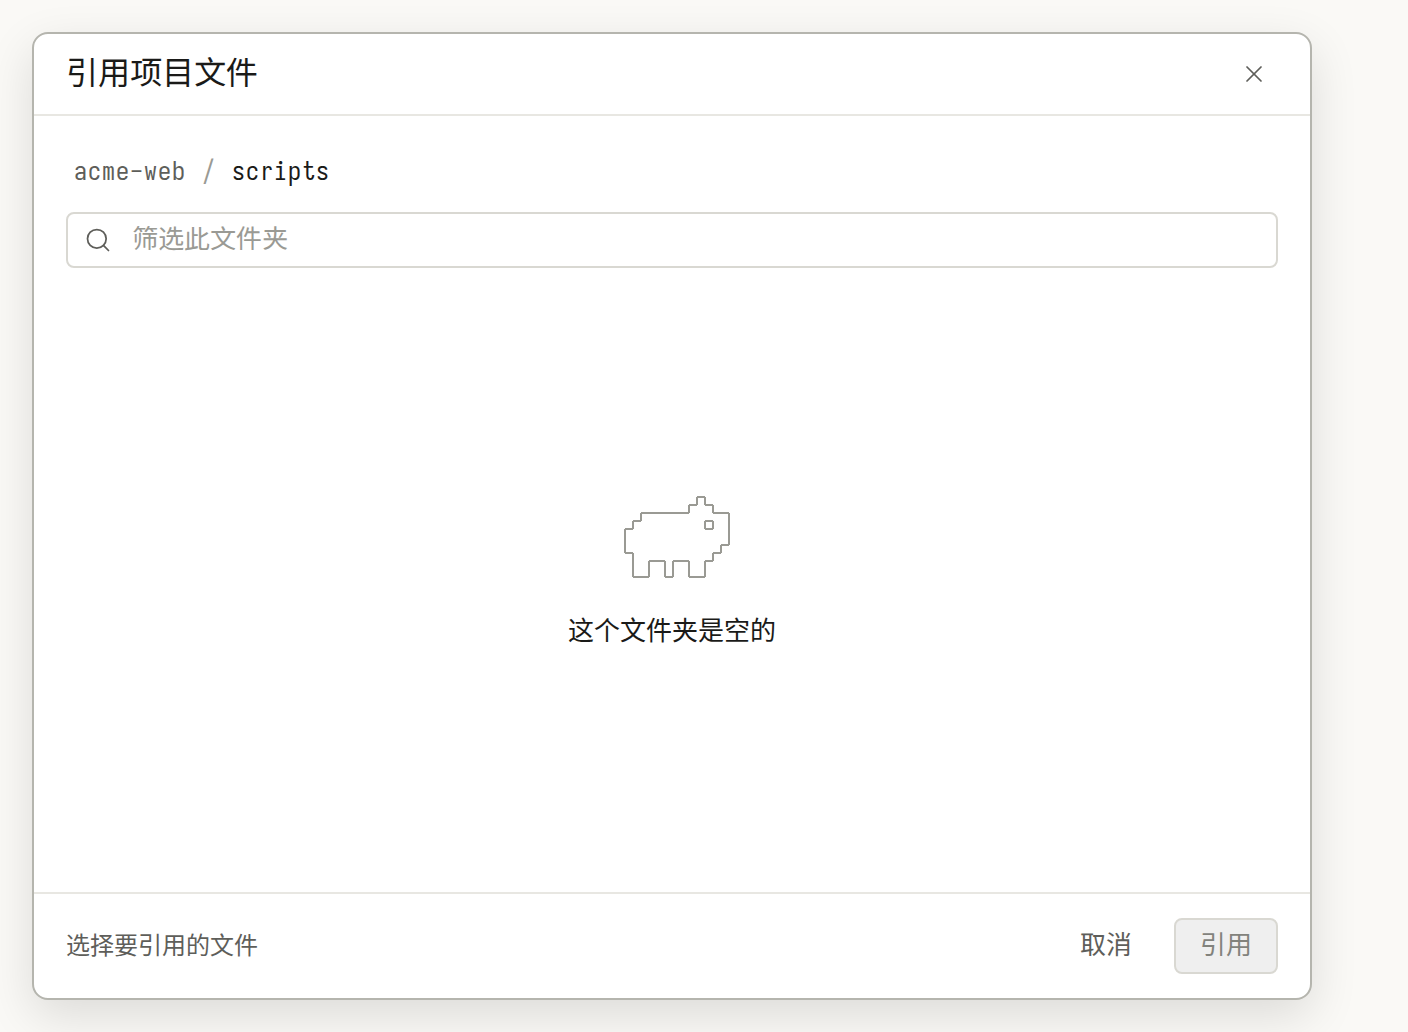 引用项目文件
acme-web / scripts
筛选此文件夹
这个文件夹是空的
选择要引用的文件
取消
引用